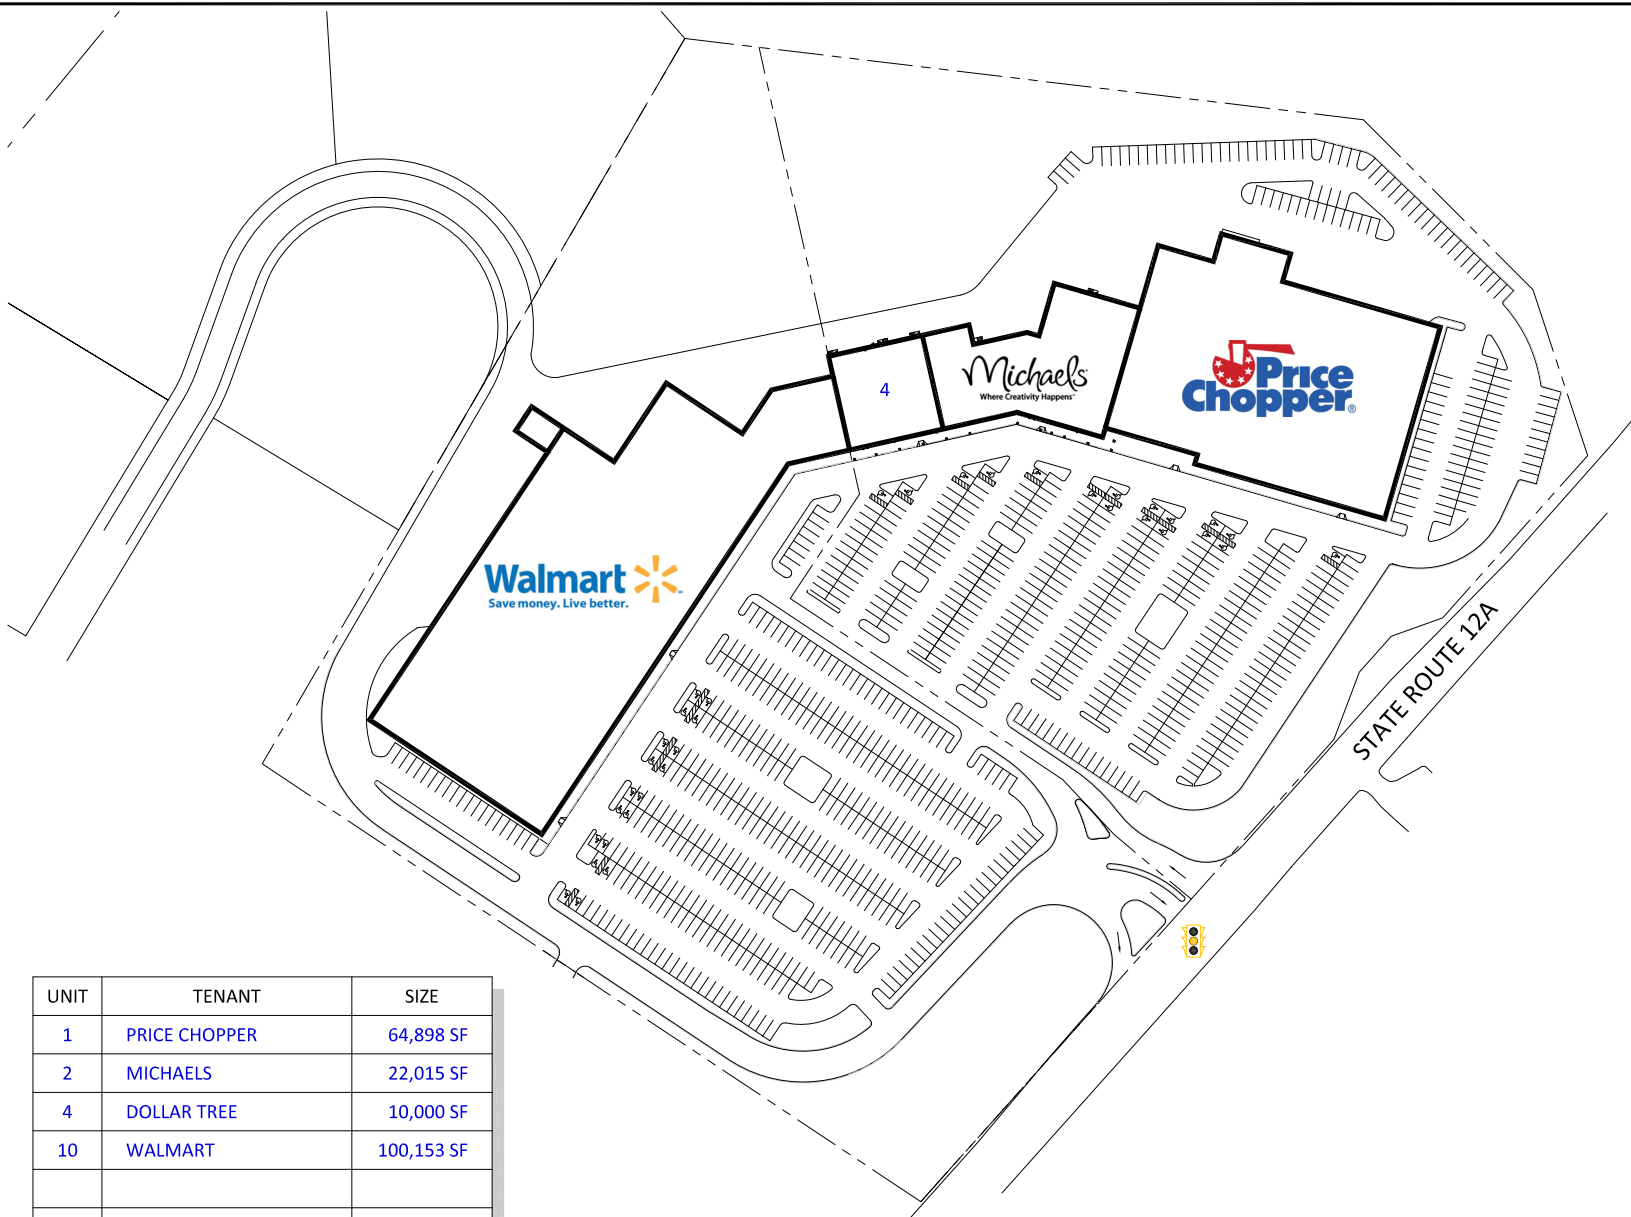 4
Michaels
Where Creativity Happens
Price
Chopper
Walmart
Save money. Live better.
STATE ROUTE 12A
UNIT TENANT SIZE
1 PRICE CHOPPER 64,898 SF
2 MICHAELS 22,015 SF
4 DOLLAR TREE 10,000 SF
10 WALMART 100,153 SF